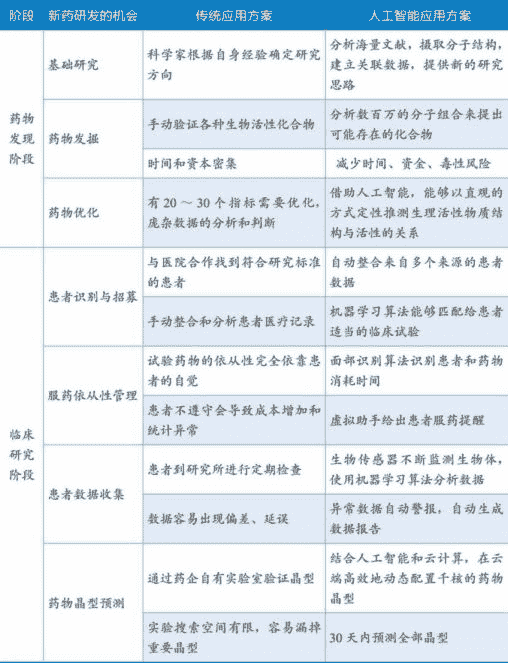 阶段 新药研发的机会 传统应用方案 人工智能应用方案
药物
发现
阶段
基础研究
科学家根据自身经验确定研究
方向
分析海量文献，摄取分子结构，
建立关联数据，提供新的研究
思路
药物发掘
手动验证各种生物活性化合物
分析数百万的分子组合来提出
可能存在的化合物
时间和资本密集
减少时间、资金、毒性风险
药物优化
有20～30个指标需要优化，
庞杂数据的分析和判断
借助人工智能，能够以直观的
方式定性推测生理活性物质结
构与活性的关系
临床
研究
阶段
患者识别与招募
与医院合作找到符合研究标准
的患者
自动整合来自多个来源的患者
数据
手动整合和分析患者医疗记录
机器学习算法能够匹配给患者
适当的临床试验
服药依从性管理
试验药物的依从性完全依靠患
者的自觉
面部识别算法识别患者和药物
消耗时间
患者不遵守会导致成本增加和
统计异常
虚拟助手给出患者服药提醒
患者数据收集
患者到研究所进行定期检查
生物传感器不断监测生物体，
使用机器学习算法分析数据
数据容易出现偏差、延误
异常数据自动警报，自动生成
数据报告
药物晶型预测
通过药企自有实验室验证晶型
结合人工智能和云计算，在云
端高效地动态配置千核的药物
晶型
实验搜索空间有限，容易漏掉
重要晶型
30天内预测全部晶型